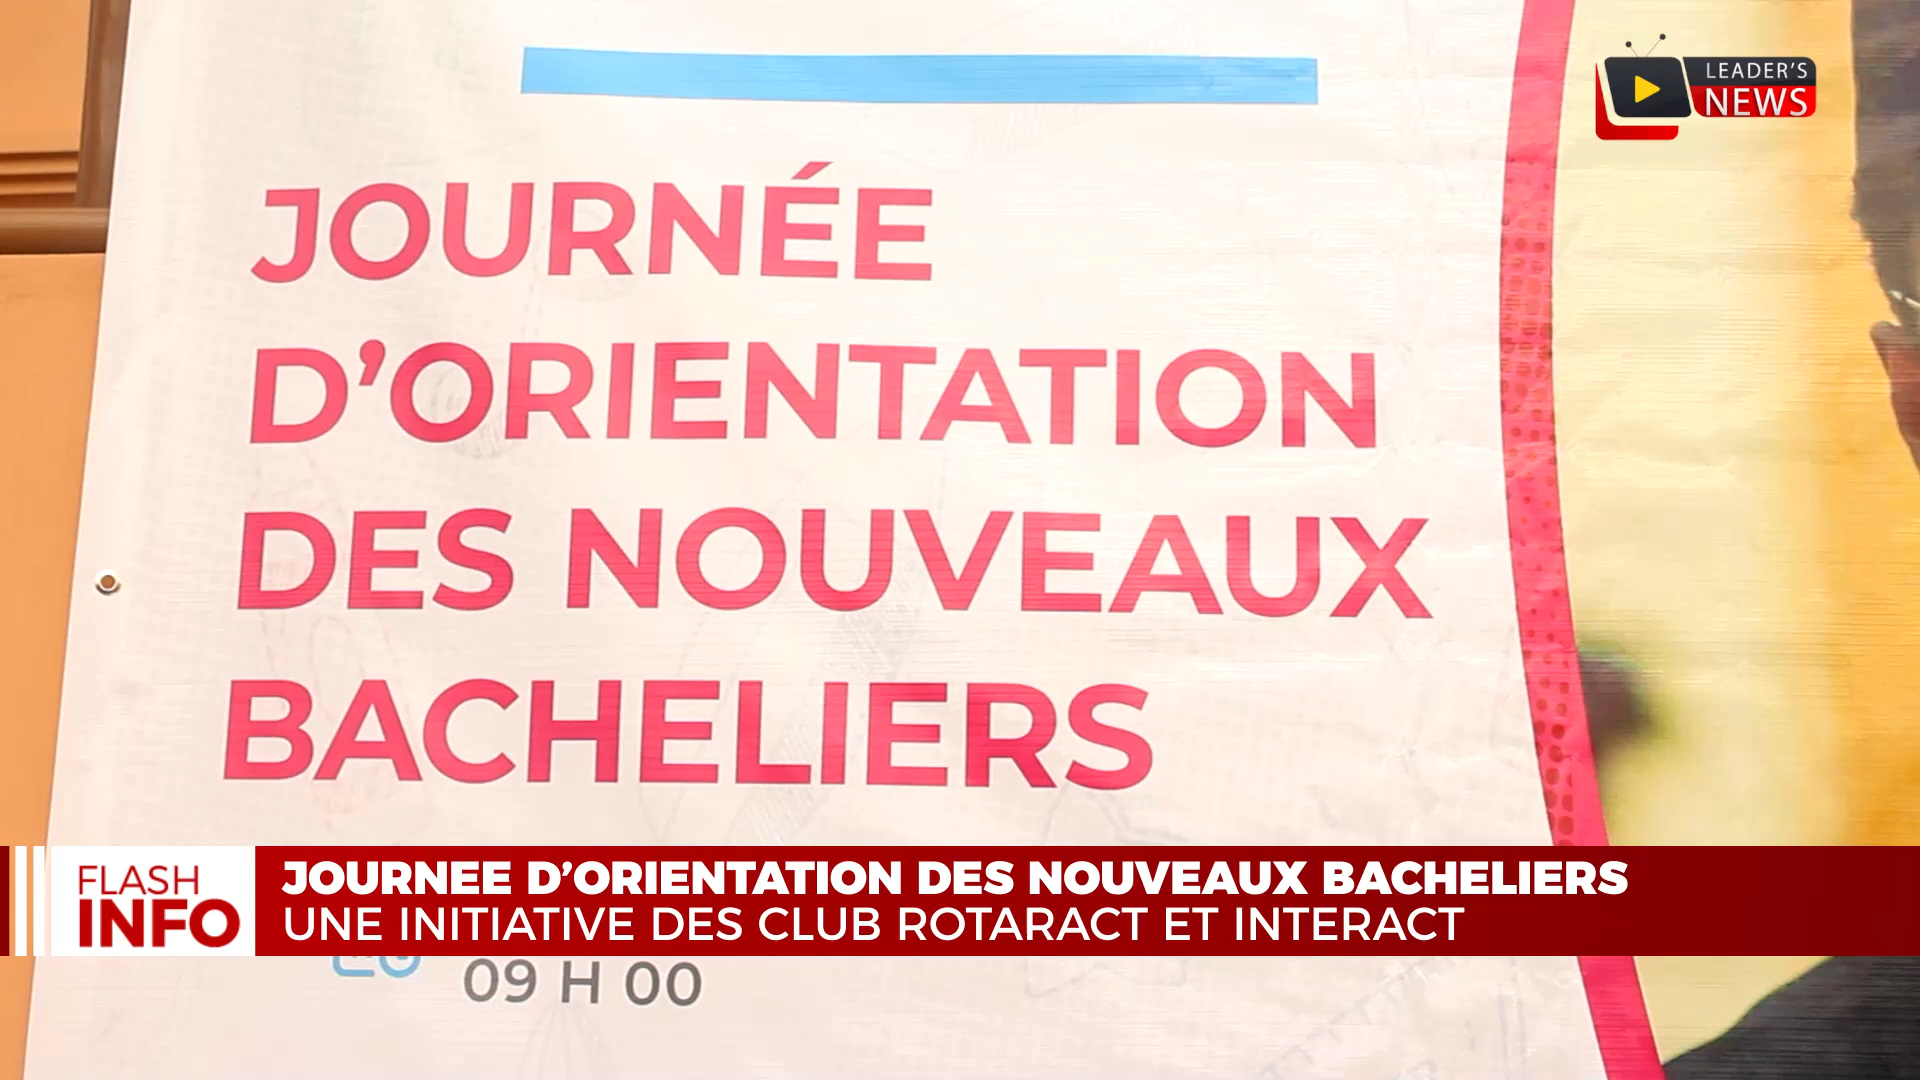 LEADER'S
NEWS
JOURNÉE
D'ORIENTATION
DES NOUVEAUX
BACHELIERS
FLASH
INFO
JOURNEE D'ORIENTATION DES NOUVEAUX BACHELIERS
UNE INITIATIVE DES CLUB ROTARACT ET INTERACT
09 H 00